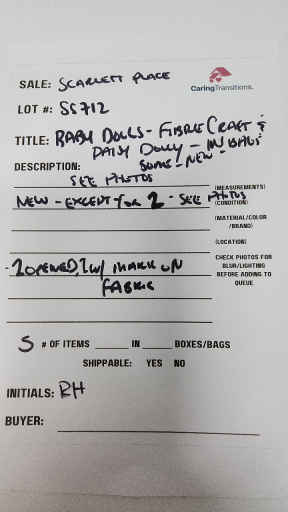 SALE: SCARLETT PLACE
CaringTransitions.
LOT #: SS712
TITLE: BABY DOLLS - FIBRE CRAFT &
DAISY DOLLY - IN BAGS
DESCRIPTION: SOME - NEW -
SEE PHOTOS
(MEASUREMENTS)
NEW - EXCEPT for 2 - SEE PHOTOS
(CONDITION)
(MATERIAL/COLOR
/BRAND)
(LOCATION)
CHECK PHOTOS FOR
BLUR/LIGHTING
BEFORE ADDING TO
QUEUE
- 1 OPENED 1 W/ MARK ON
FABRIC
5 # OF ITEMS IN BOXES/BAGS
SHIPPABLE: YES NO
INITIALS: RH
BUYER: